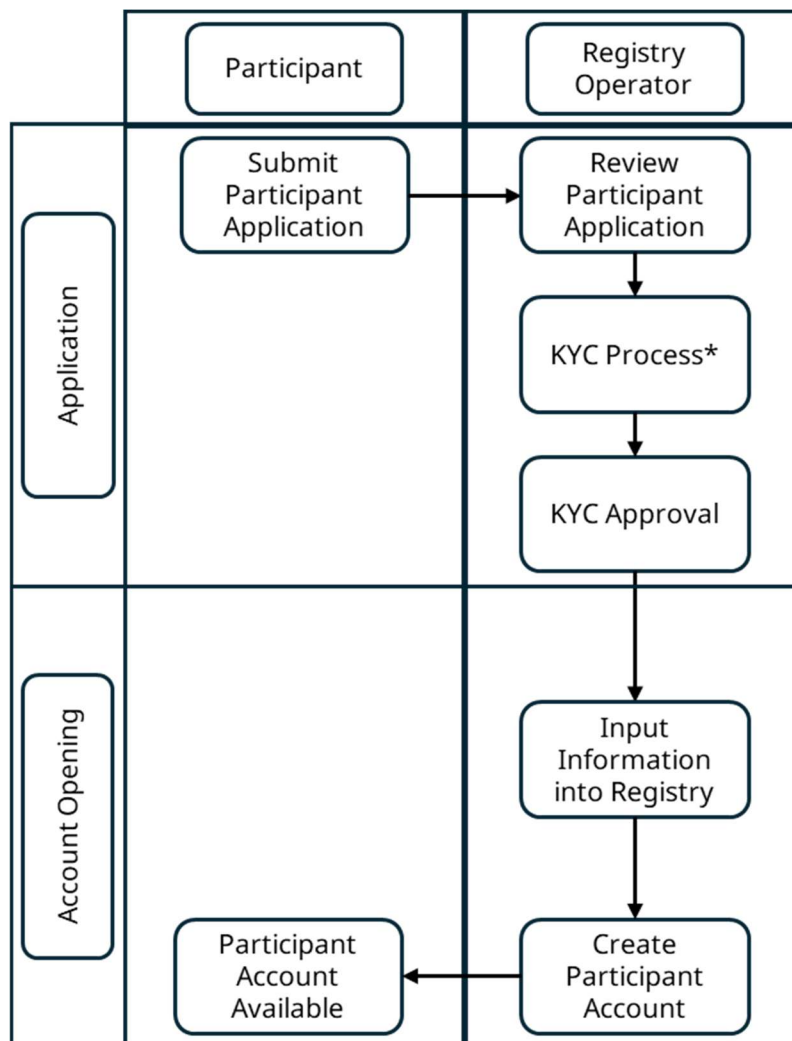 Participant
Registry
Operator
Application
Submit
Participant
Application
Review
Participant
Application
KYC Process*
KYC Approval
Account Opening
Input
Information
into Registry
Participant
Account
Available
Create
Participant
Account